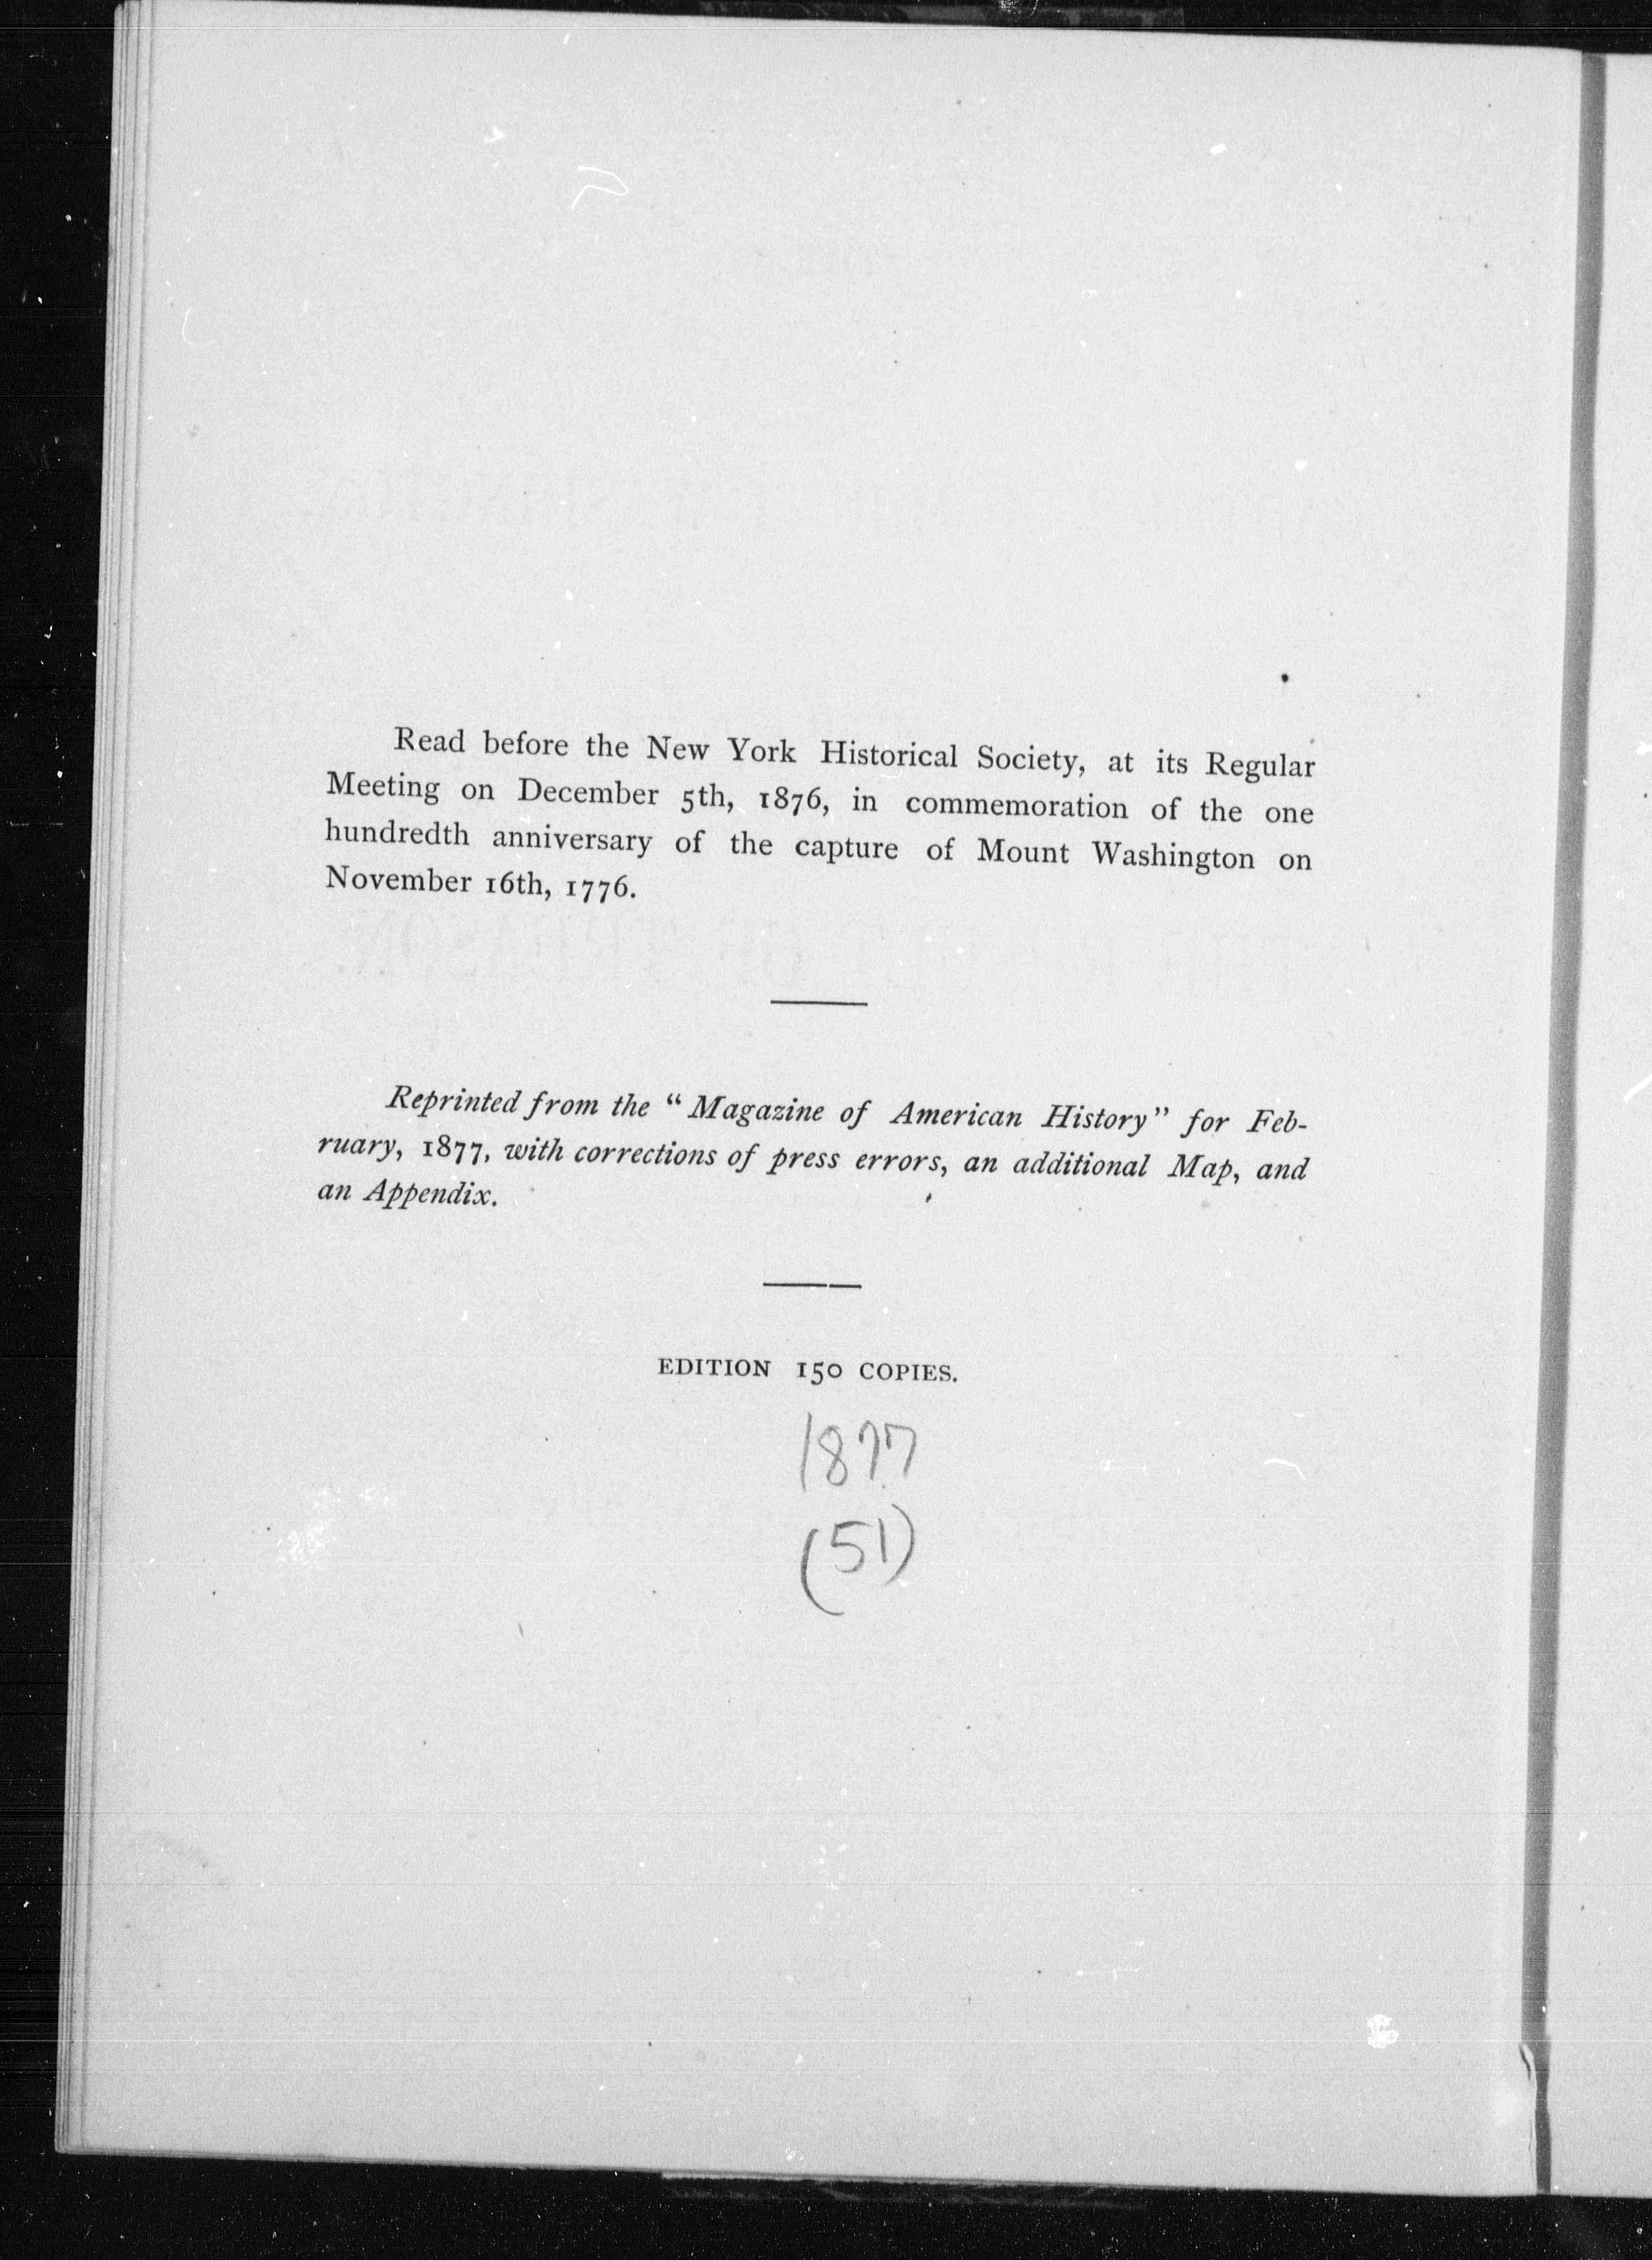 Read before the New York Historical Society, at its Regular
Meeting on December 5th, 1876, in commemoration of the one
hundredth anniversary of the capture of Mount Washington on
November 16th, 1776.
Reprinted from the "Magazine of American History" for Feb-
ruary, 1877, with corrections of press errors, an additional Map, and
an Appendix.
EDITION 150 COPIES.
1877
(51)